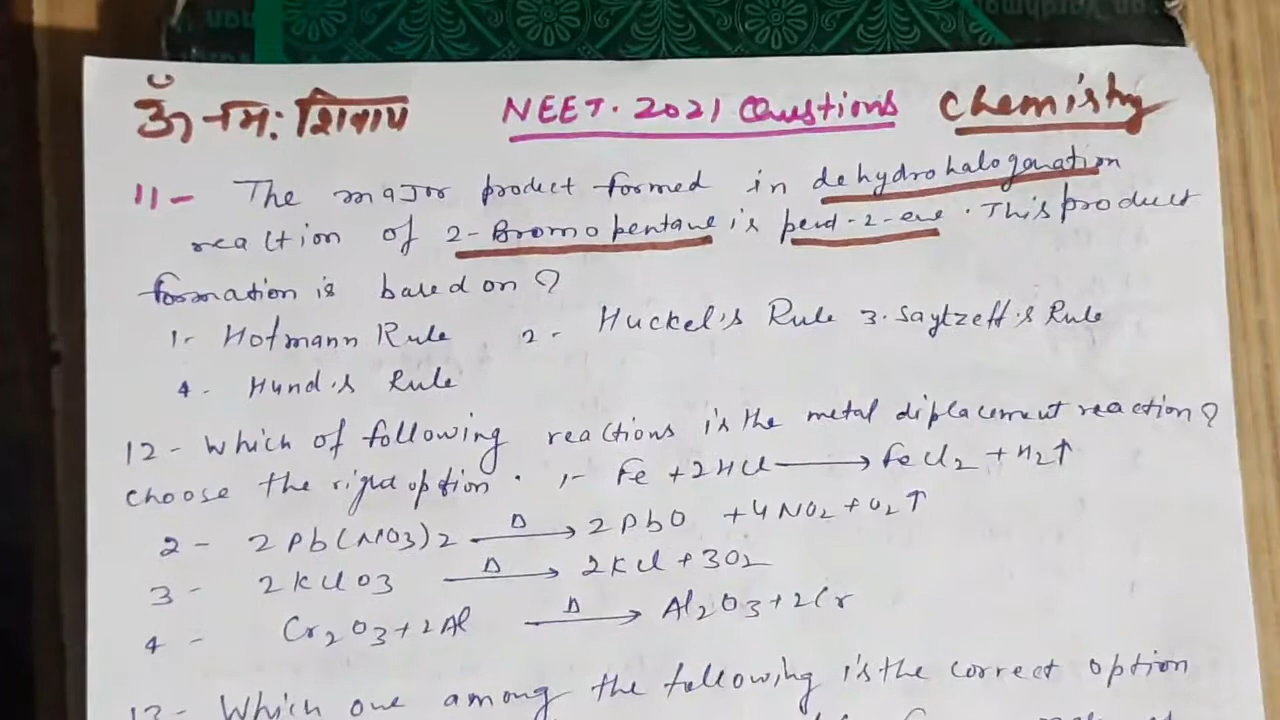 ॐ नमः शिवाय NEET. 2021 Questions Chemistry
11- The major product formed in dehydrohalogenation
reaction of 2-Bromopentane is pent-2-ene. This product
formation is based on?
1- Hofmann Rule 2- Huckel's Rule 3. Saytzeff's Rule
4. Hund's Rule
12- Which of following reactions is the metal diplacement reaction?
Choose the right option. 1- Fe + 2HCl ⟶ FeCl₂ + H₂↑
2- 2Pb(NO₃)₂ —Δ→ 2PbO + 4NO₂ + O₂↑
3- 2KClO₃ —Δ→ 2KCl + 3O₂
4- Cr₂O₃ + 2Al —Δ→ Al₂O₃ + 2Cr
13- Which one among the following is the correct option